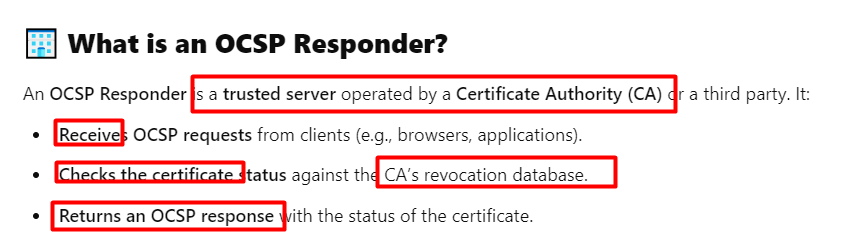 What is an OCSP Responder?
An OCSP Responder is a trusted server operated by a Certificate Authority (CA) or a third party. It:
• Receives OCSP requests from clients (e.g., browsers, applications).
• Checks the certificate status against the CA’s revocation database.
• Returns an OCSP response with the status of the certificate.